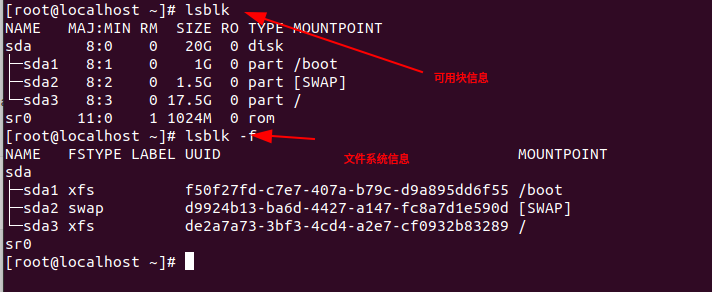 [root@localhost ~]# lsblk
NAME   MAJ:MIN RM  SIZE RO TYPE MOUNTPOINT
sda      8:0    0   20G  0 disk
├─sda1   8:1    0    1G  0 part /boot
├─sda2   8:2    0  1.5G  0 part [SWAP]
└─sda3   8:3    0 17.5G  0 part /
sr0     11:0    1 1024M  0 rom
可用块信息
[root@localhost ~]# lsblk -f
NAME   FSTYPE LABEL UUID                                 MOUNTPOINT
文件系统信息
sda
├─sda1 xfs          f50f27fd-c7e7-407a-b79c-d9a895dd6f55 /boot
├─sda2 swap         d9924b13-ba6d-4427-a147-fc8a7d1e590d [SWAP]
└─sda3 xfs          de2a7a73-3bf3-4cd4-a2e7-cf0932b83289 /
sr0
[root@localhost ~]#